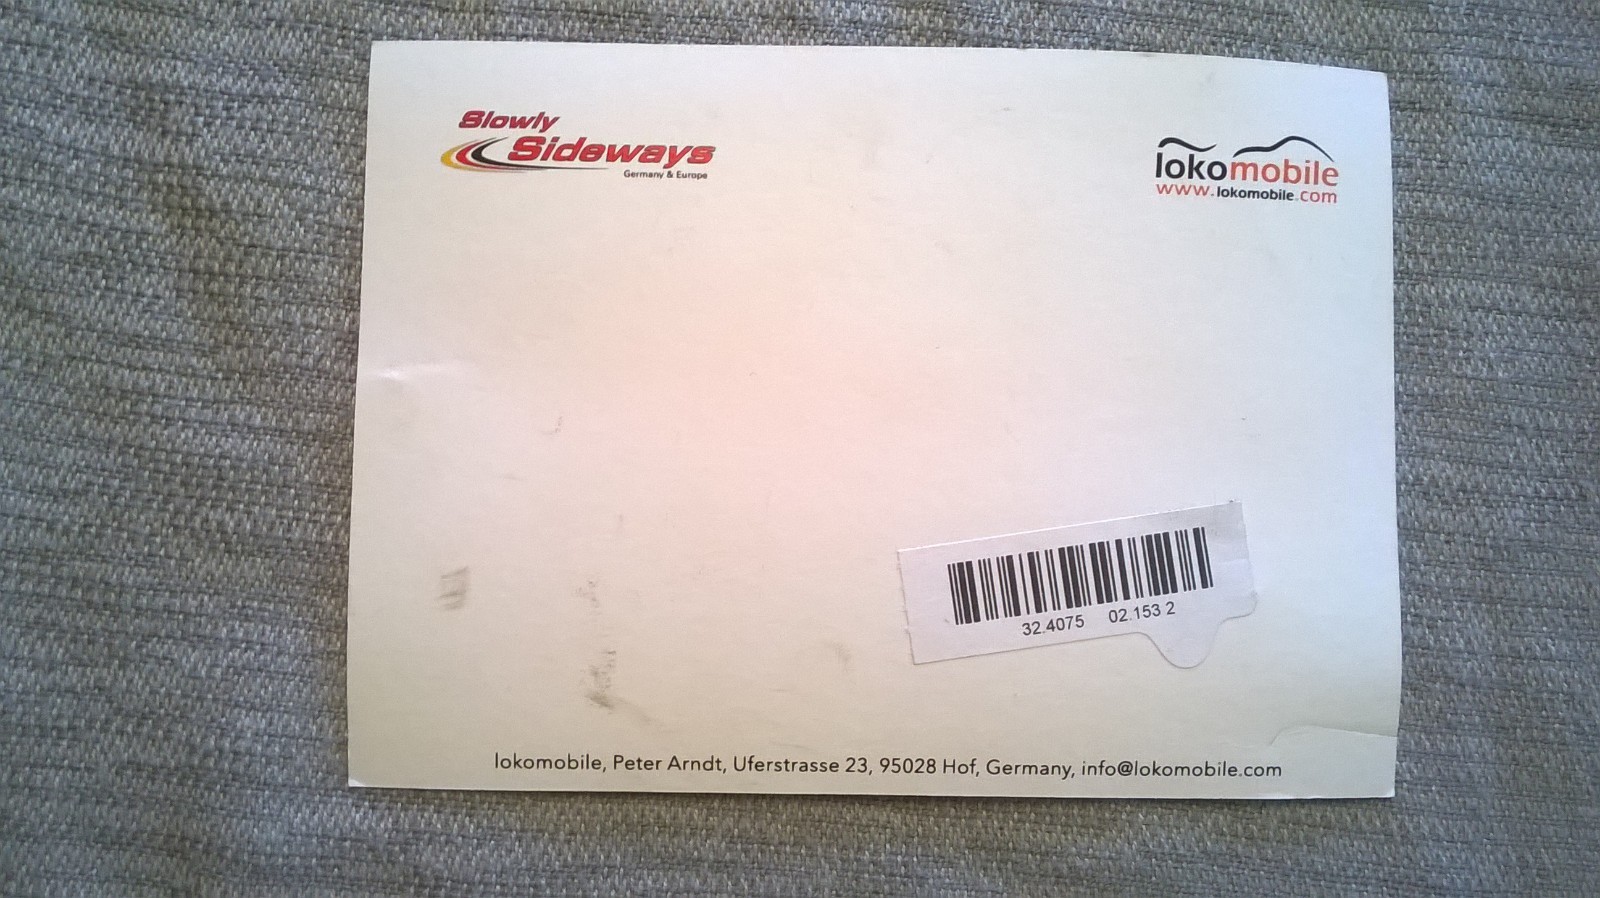 Slowly
Sideways
Germany & Europe
lokomobile
www.lokomobile.com
32.4075 02.153 2
lokomobile, Peter Arndt, Uferstrasse 23, 95028 Hof, Germany, info@lokomobile.com